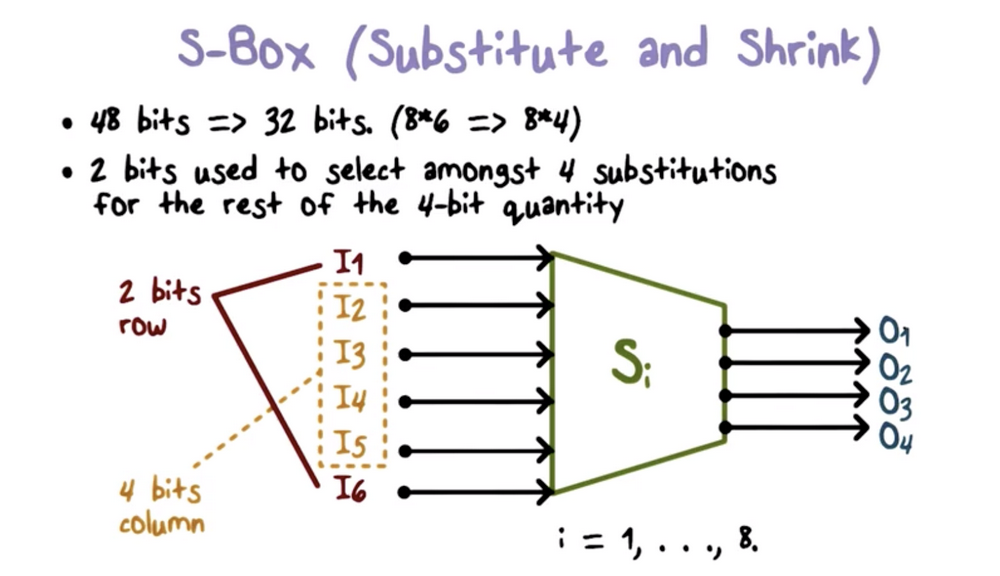 S-Box (Substitute and Shrink)
• 48 bits => 32 bits. (8*6 => 8*4)
• 2 bits used to select amongst 4 substitutions
for the rest of the 4-bit quantity
2 bits
row
I1
I2
I3
I4
I5
I6
4 bits
column
Si
O1
O2
O3
O4
i = 1, . . ., 8.